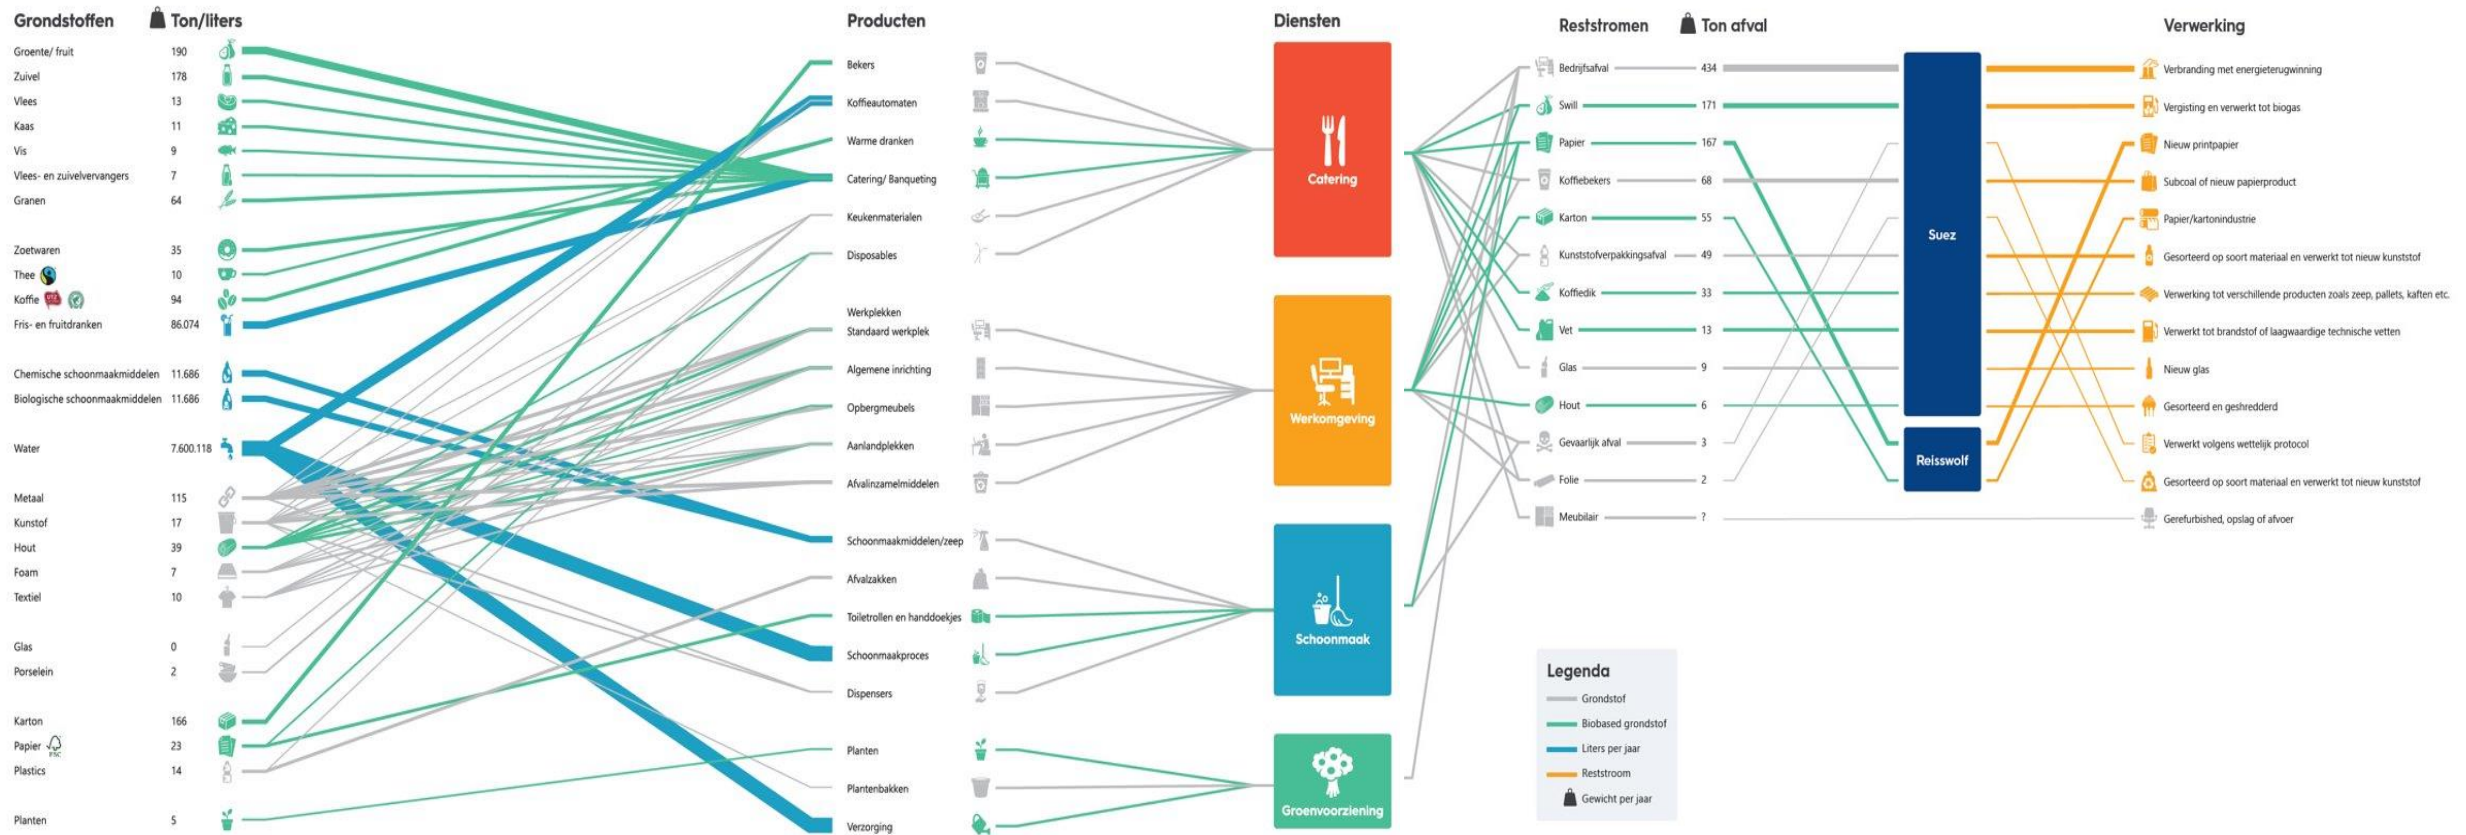 Grondstoffen Ton/liters
Groente/ fruit 190
Zuivel 178
Vlees 13
Kaas 11
Vis 9
Vlees- en zuivelvervangers 7
Granen 64
Zoetwaren 35
Thee 10
Koffie 94
Fris- en fruitdranken 86.074
Chemische schoonmaakmiddelen 11.686
Biologische schoonmaakmiddelen 11.686
Water 7.600.118
Metaal 115
Kunstof 17
Hout 39
Foam 7
Textiel 10
Glas 0
Porselein 2
Karton 166
Papier FSC 23
Plastics 14
Planten 5
Producten
Bekers
Koffieautomaten
Warme dranken
Catering/ Banqueting
Keukenmaterialen
Disposables
Werkplekken
Standaard werkplek
Algemene inrichting
Opbergmeubels
Aanlandplekken
Afvalinzamelmiddelen
Schoonmaakmiddelen/zeep
Afvalzakken
Toiletrollen en handdoekjes
Schoonmaakproces
Dispensers
Planten
Plantenbakken
Verzorging
Diensten
Catering
Werkomgeving
Schoonmaak
Groenvoorziening
Reststromen Ton afval
Bedrijfsafval 434
Swill 171
Papier 167
Koffiebekers 68
Karton 55
Kunststofverpakkingsafval 49
Koffiedik 33
Vet 13
Glas 9
Hout 6
Gevaarlijk afval 3
Folie 2
Meubilair ?
Suez
Reisswolf
Verwerking
Verbranding met energieterugwinning
Vergisting en verwerkt tot biogas
Nieuw printpapier
Subcoal of nieuw papierproduct
Papier/kartonindustrie
Gesorteerd op soort materiaal en verwerkt tot nieuw kunststof
Verwerking tot verschillende producten zoals zeep, pallets, kaften etc.
Verwerkt tot brandstof of laagwaardige technische vetten
Nieuw glas
Gesorteerd en geshredderd
Verwerkt volgens wettelijk protocol
Gesorteerd op soort materiaal en verwerkt tot nieuw kunststof
Gerefurbished, opslag of afvoer
Legenda
Grondstof
Biobased grondstof
Liters per jaar
Reststroom
Gewicht per jaar